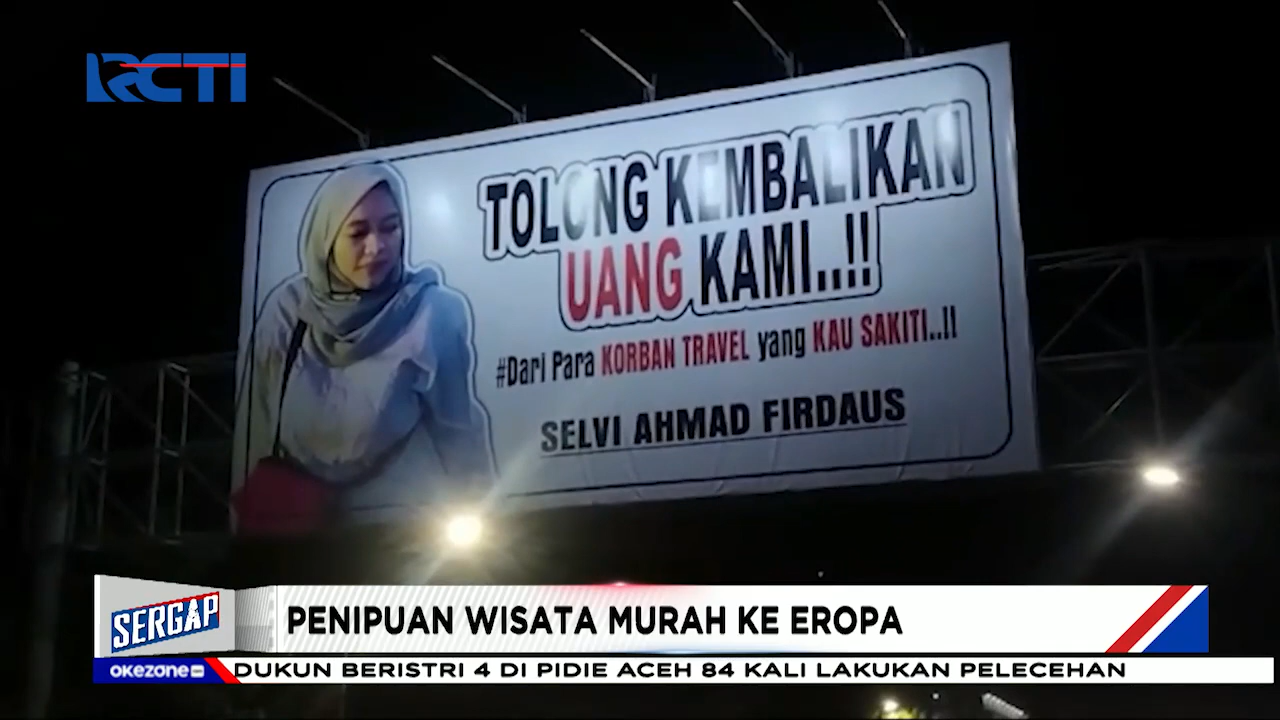 RCTI
TOLONG KEMBALIKAN
UANG KAMI..!!
#Dari Para KORBAN TRAVEL yang KAU SAKITI..!!
SELVI AHMAD FIRDAUS
SERGAP
PENIPUAN WISATA MURAH KE EROPA
okezone
DUKUN BERISTRI 4 DI PIDIE ACEH 84 KALI LAKUKAN PELECEHAN